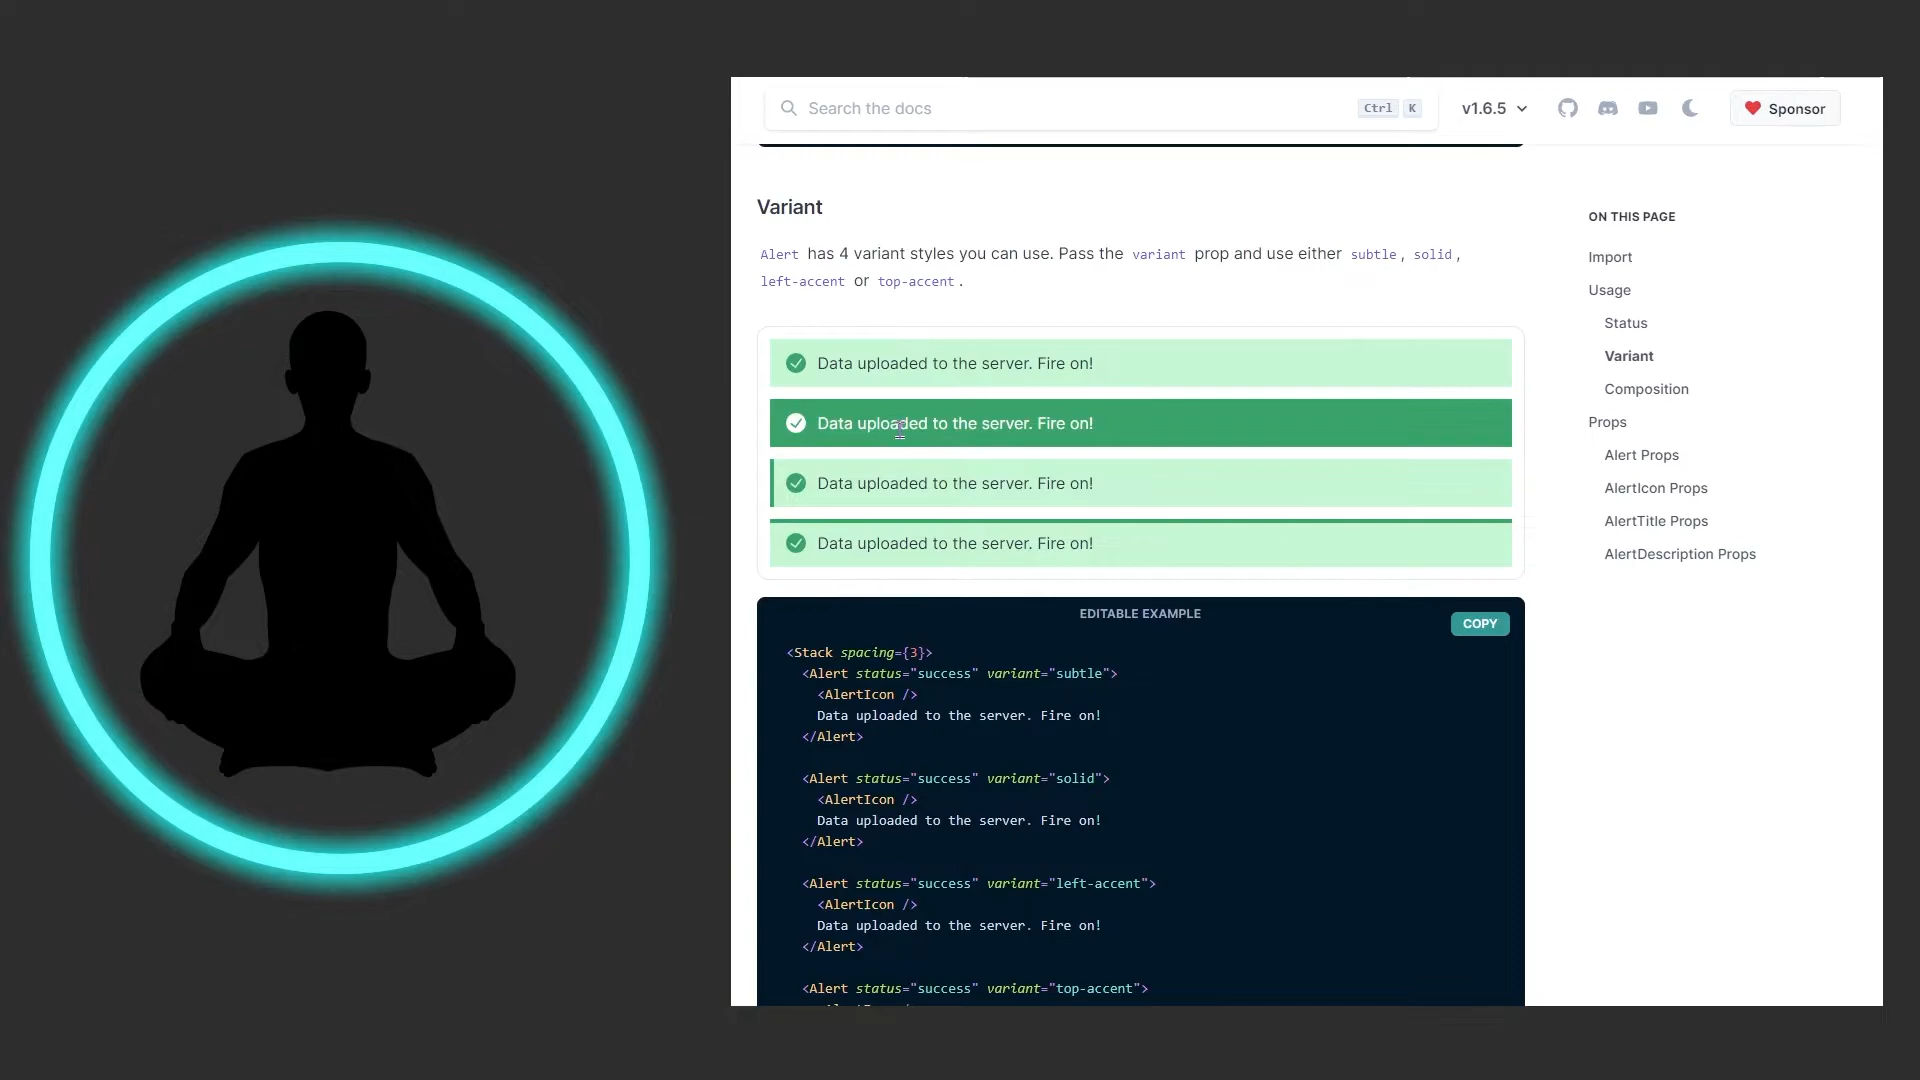 Search the docs
Ctrl K
v1.6.5
Sponsor
Variant
Alert has 4 variant styles you can use. Pass the variant prop and use either subtle, solid,
left-accent or top-accent.
Data uploaded to the server. Fire on!
Data uploaded to the server. Fire on!
Data uploaded to the server. Fire on!
Data uploaded to the server. Fire on!
EDITABLE EXAMPLE
COPY
<Stack spacing={3}>
<Alert status="success" variant="subtle">
<AlertIcon />
Data uploaded to the server. Fire on!
</Alert>
<Alert status="success" variant="solid">
<AlertIcon />
Data uploaded to the server. Fire on!
</Alert>
<Alert status="success" variant="left-accent">
<AlertIcon />
Data uploaded to the server. Fire on!
</Alert>
<Alert status="success" variant="top-accent">
ON THIS PAGE
Import
Usage
Status
Variant
Composition
Props
Alert Props
AlertIcon Props
AlertTitle Props
AlertDescription Props